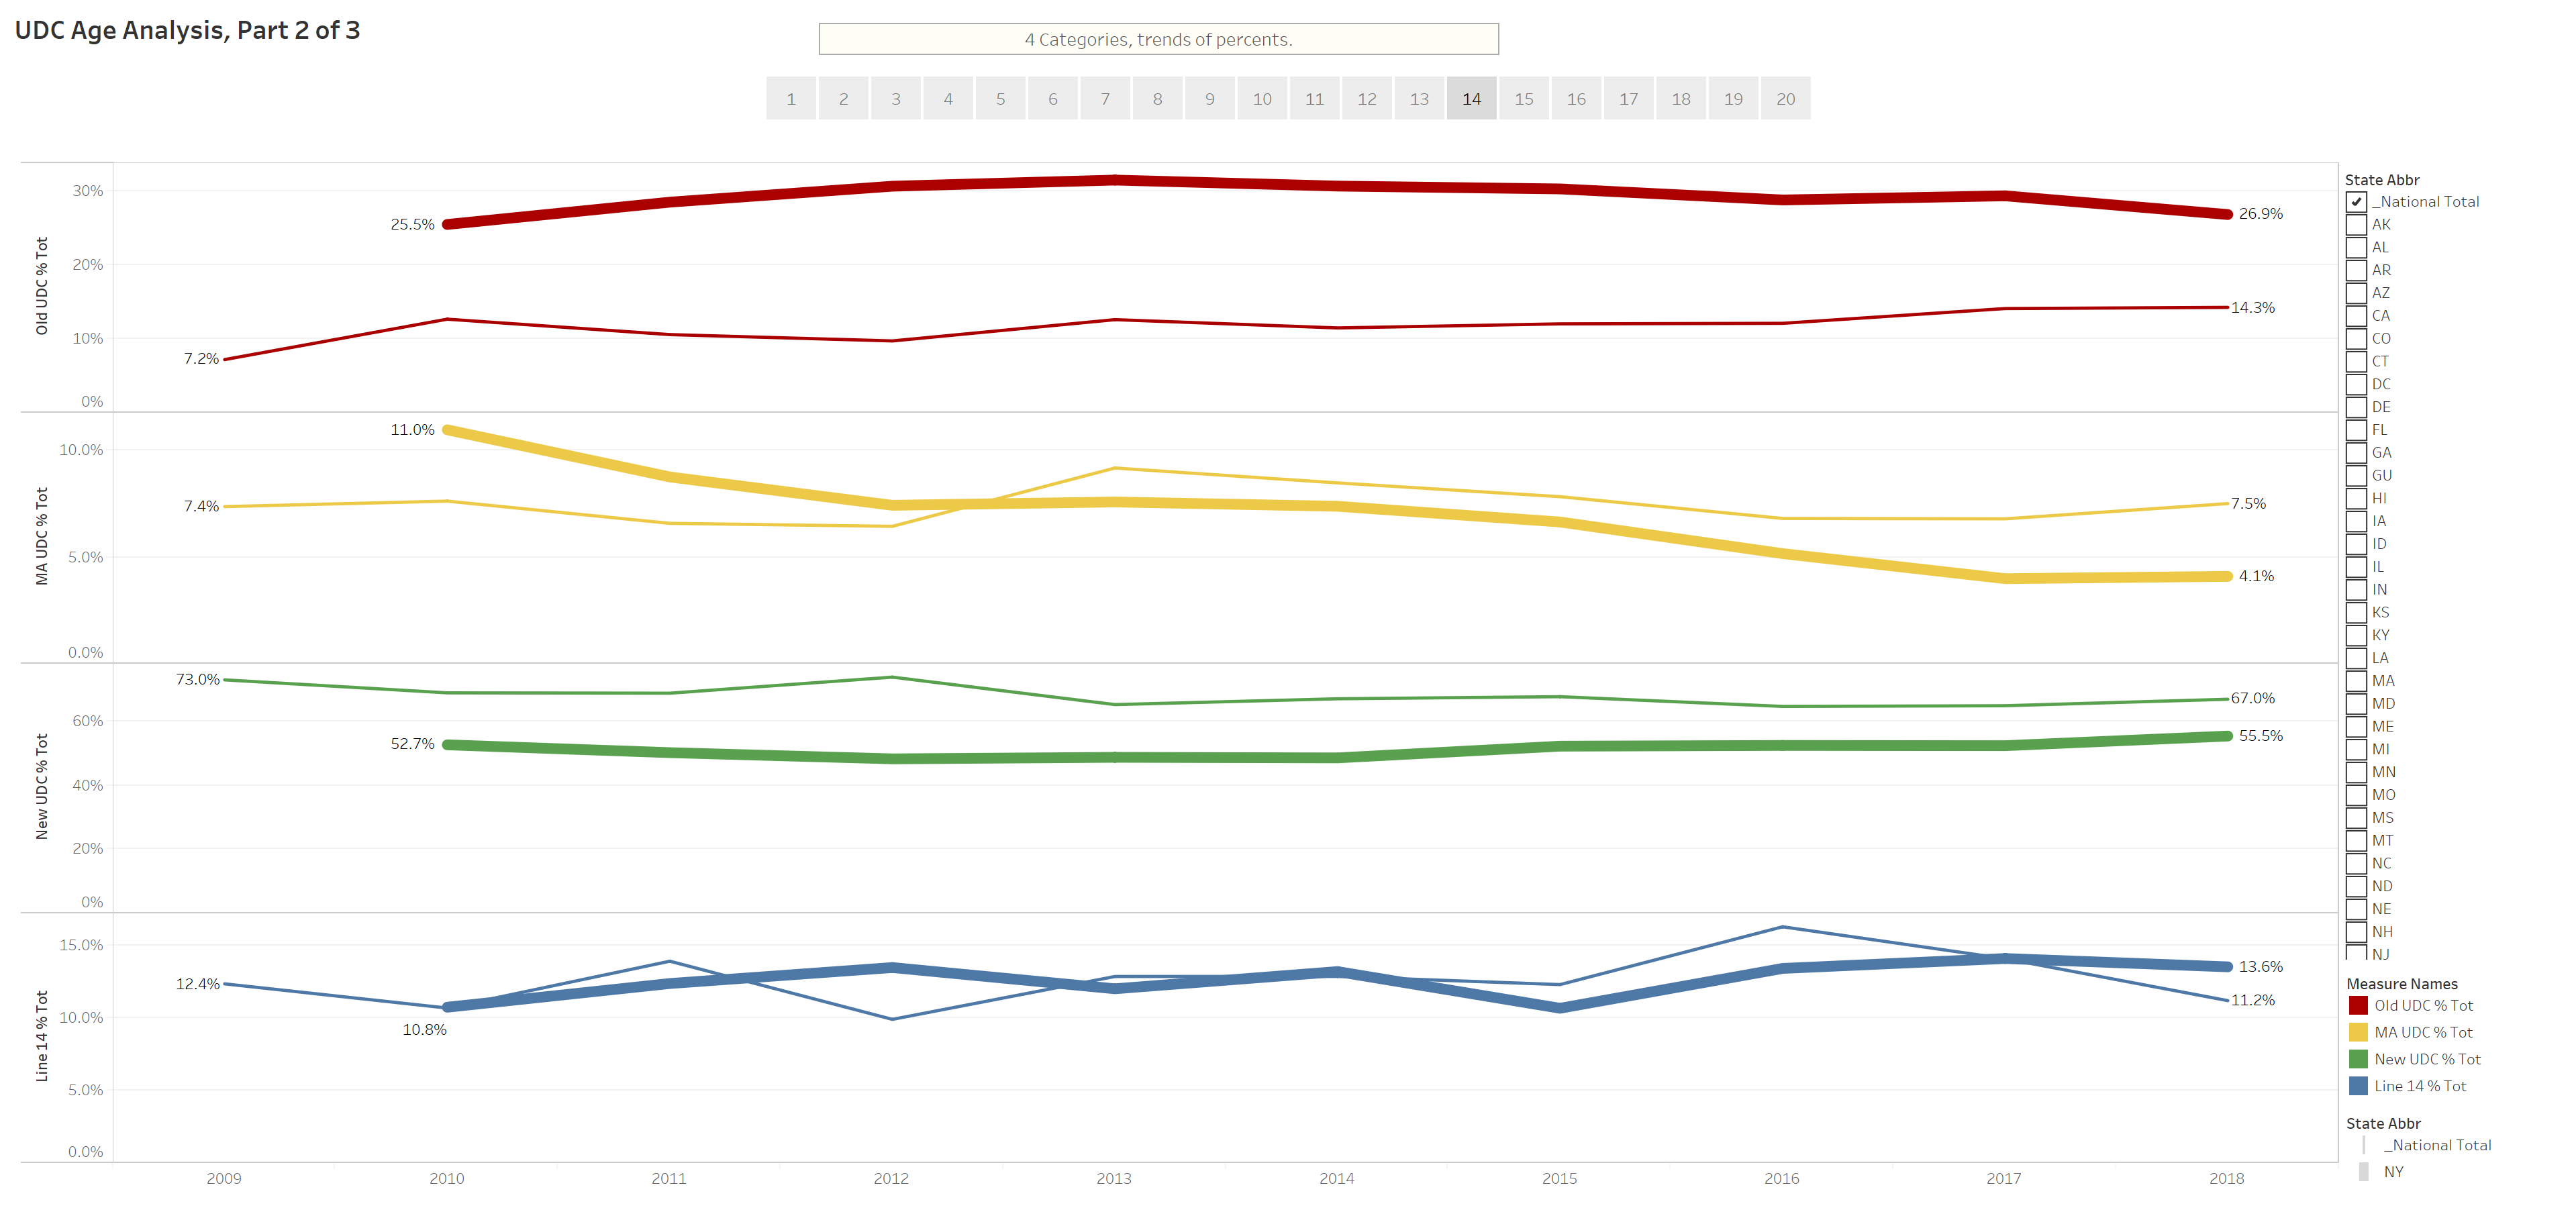 UDC Age Analysis, Part 2 of 3
4 Categories, trends of percents.
1 2 3 4 5 6 7 8 9 10 11 12 13 14 15 16 17 18 19 20
Old UDC % Tot
30%
20%
10%
0%
25.5%
26.9%
7.2%
14.3%
MA UDC % Tot
10.0%
5.0%
0.0%
11.0%
7.4%
7.5%
4.1%
New UDC % Tot
60%
40%
20%
0%
73.0%
67.0%
52.7%
55.5%
Line 14 % Tot
15.0%
10.0%
5.0%
0.0%
12.4%
10.8%
13.6%
11.2%
2009 2010 2011 2012 2013 2014 2015 2016 2017 2018
State Abbr
_National Total
AK
AL
AR
AZ
CA
CO
CT
DC
DE
FL
GA
GU
HI
IA
ID
IL
IN
KS
KY
LA
MA
MD
ME
MI
MN
MO
MS
MT
NC
ND
NE
NH
NJ
Measure Names
Old UDC % Tot
MA UDC % Tot
New UDC % Tot
Line 14 % Tot
State Abbr
_National Total
NY